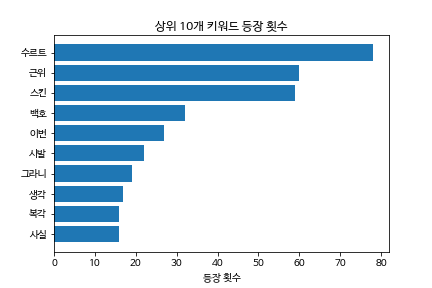 상위 10개 키워드 등장 횟수
수르트
근위
스킨
백호
이번
시발
그라니
생각
복각
사실
0 10 20 30 40 50 60 70 80
등장 횟수